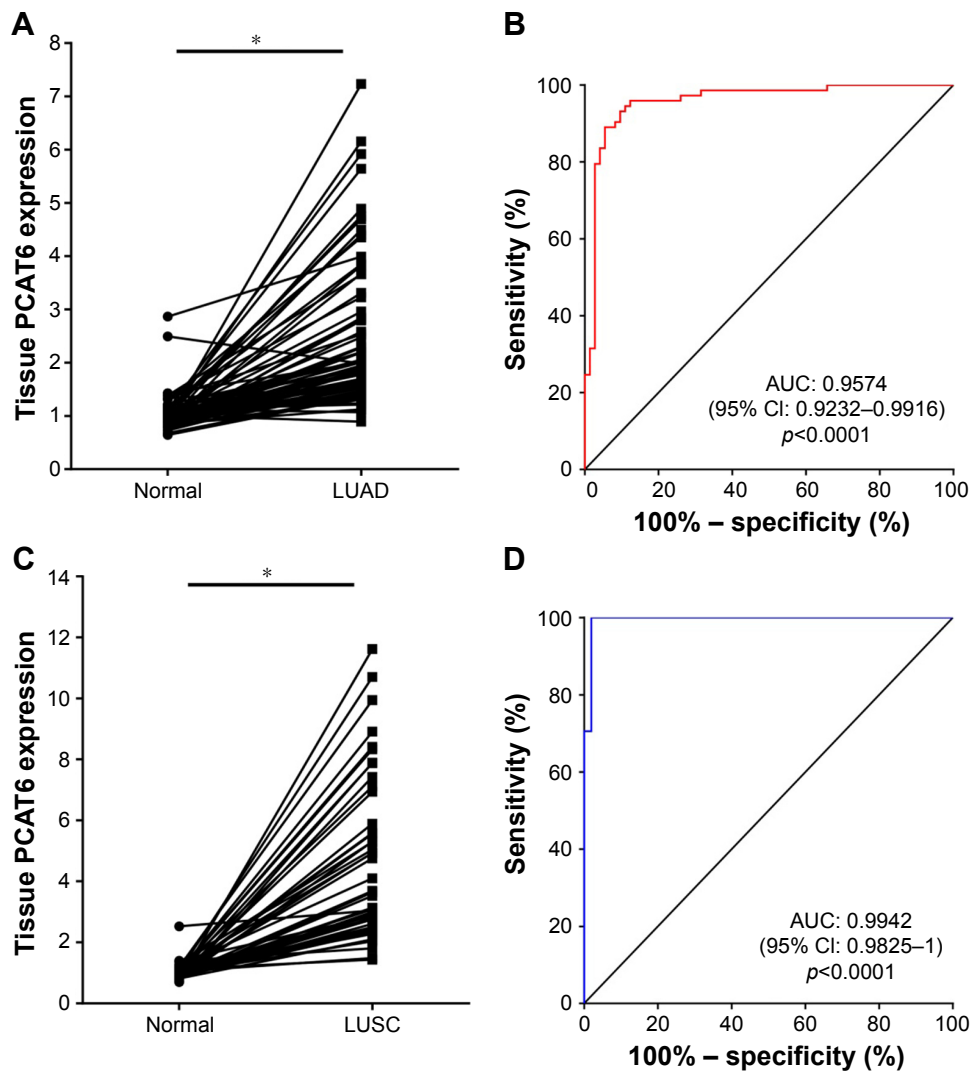 A
*
Tissue PCAT6 expression
8
7
6
5
4
3
2
1
0
Normal
LUAD
B
Sensitivity (%)
100
80
60
40
20
0
AUC: 0.9574
(95% CI: 0.9232–0.9916)
p<0.0001
0 20 40 60 80 100
100% – specificity (%)
C
*
Tissue PCAT6 expression
14
12
10
8
6
4
2
0
Normal
LUSC
D
Sensitivity (%)
100
80
60
40
20
0
AUC: 0.9942
(95% CI: 0.9825–1)
p<0.0001
0 20 40 60 80 100
100% – specificity (%)